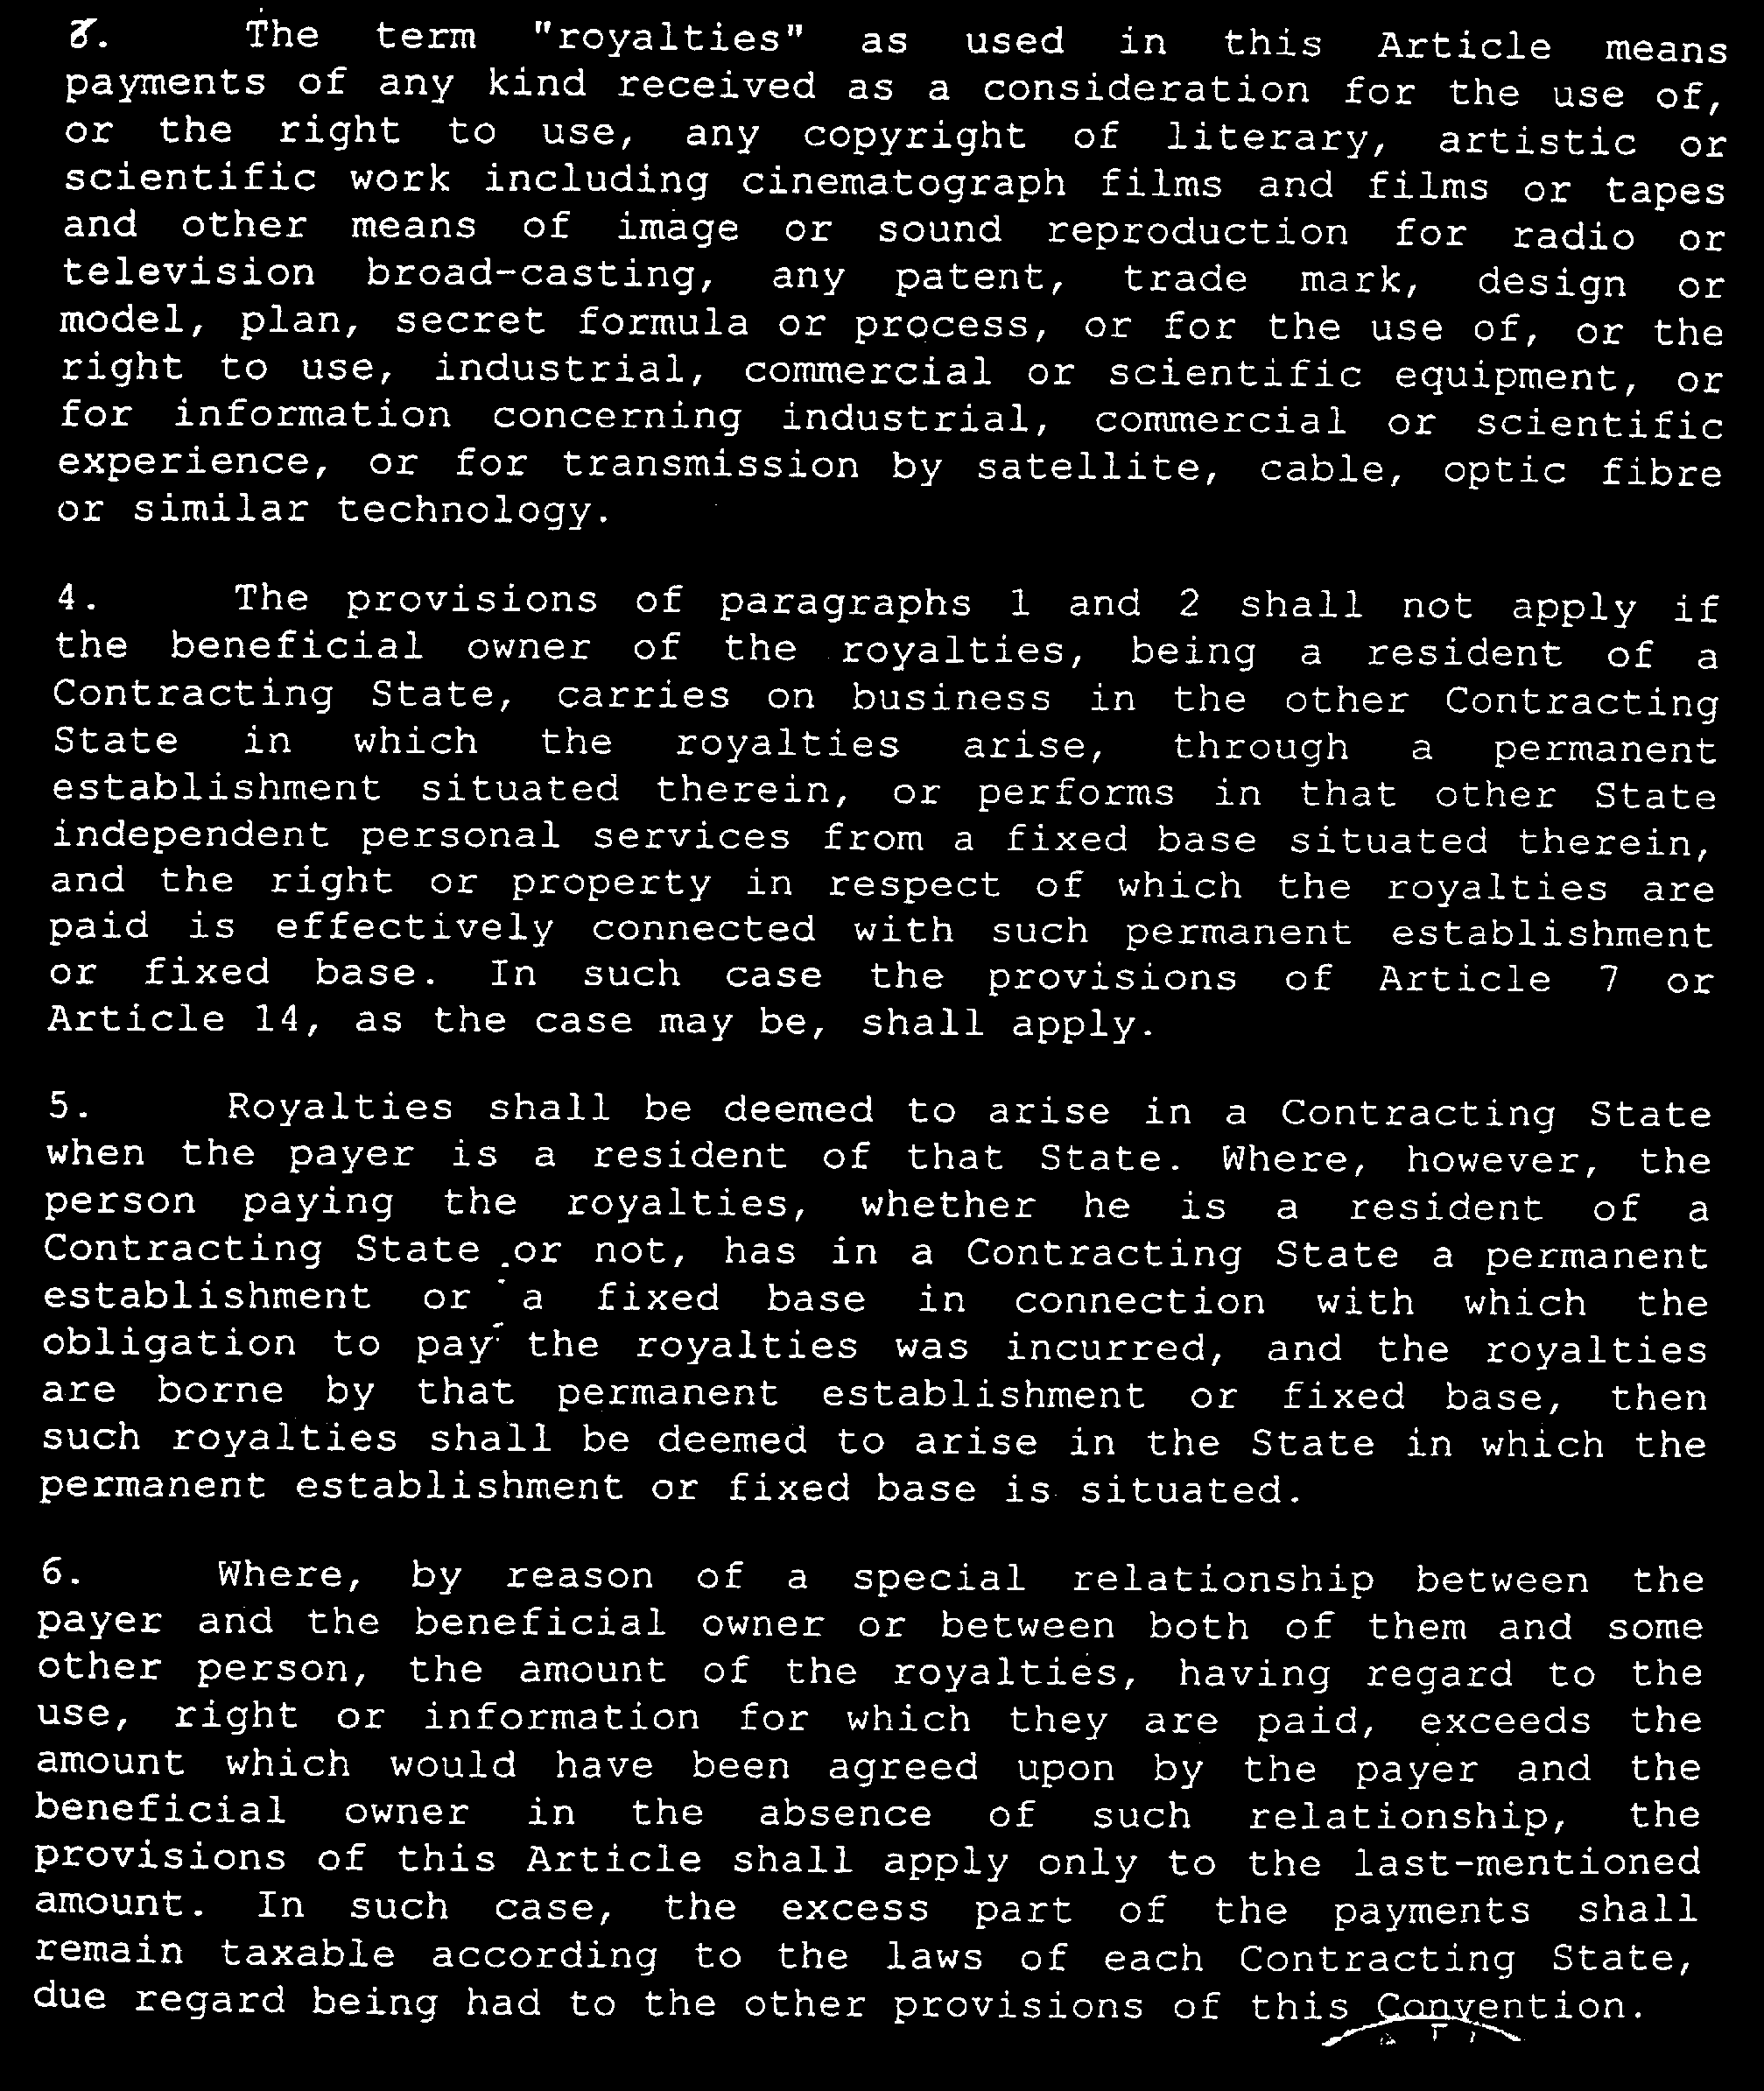 3. The term "royalties" as used in this Article means
payments of any kind received as a consideration for the use of,
or the right to use, any copyright of literary, artistic or
scientific work including cinematograph films and films or tapes
and other means of image or sound reproduction for radio or
television broad-casting, any patent, trade mark, design or
model, plan, secret formula or process, or for the use of, or the
right to use, industrial, commercial or scientific equipment, or
for information concerning industrial, commercial or scientific
experience, or for transmission by satellite, cable, optic fibre
or similar technology.
4. The provisions of paragraphs 1 and 2 shall not apply if
the beneficial owner of the royalties, being a resident of a
Contracting State, carries on business in the other Contracting
State in which the royalties arise, through a permanent
establishment situated therein, or performs in that other State
independent personal services from a fixed base situated therein,
and the right or property in respect of which the royalties are
paid is effectively connected with such permanent establishment
or fixed base. In such case the provisions of Article 7 or
Article 14, as the case may be, shall apply.
5. Royalties shall be deemed to arise in a Contracting State
when the payer is a resident of that State. Where, however, the
person paying the royalties, whether he is a resident of a
Contracting State or not, has in a Contracting State a permanent
establishment or a fixed base in connection with which the
obligation to pay the royalties was incurred, and the royalties
are borne by that permanent establishment or fixed base, then
such royalties shall be deemed to arise in the State in which the
permanent establishment or fixed base is situated.
6. Where, by reason of a special relationship between the
payer and the beneficial owner or between both of them and some
other person, the amount of the royalties, having regard to the
use, right or information for which they are paid, exceeds the
amount which would have been agreed upon by the payer and the
beneficial owner in the absence of such relationship, the
provisions of this Article shall apply only to the last-mentioned
amount. In such case, the excess part of the payments shall
remain taxable according to the laws of each Contracting State,
due regard being had to the other provisions of this Convention.